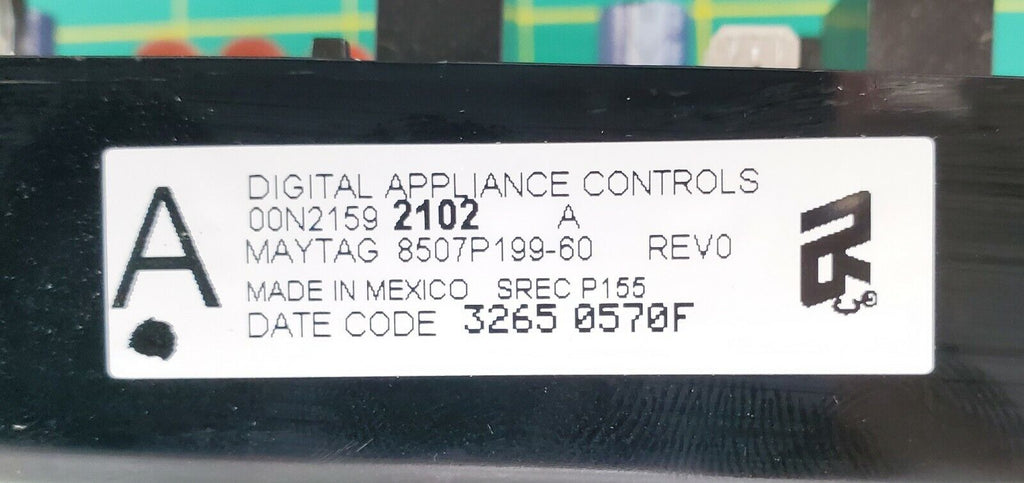 A
DIGITAL APPLIANCE CONTROLS
00N2159 2102 A
MAYTAG 8507P199-60 REV0
MADE IN MEXICO SREC P155
DATE CODE 3265 0570F